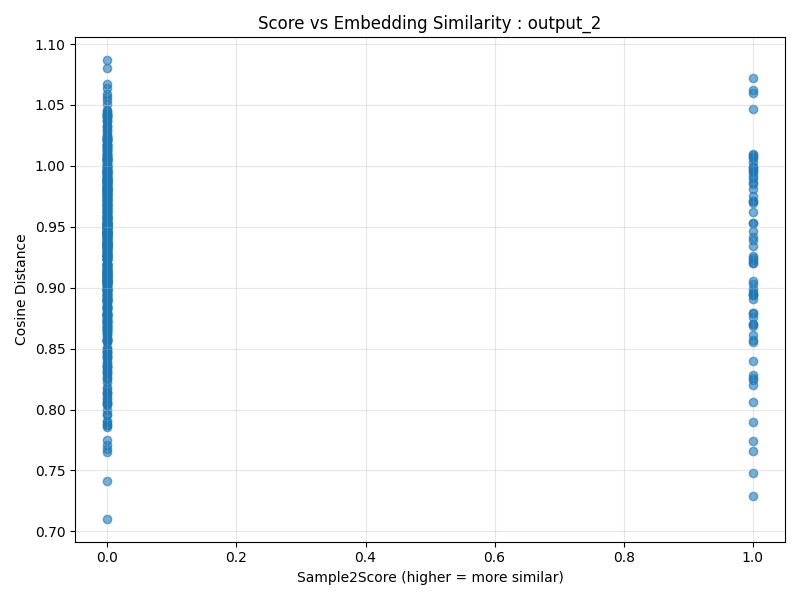 Score vs Embedding Similarity : output_2
1.10
1.05
1.00
0.95
0.90
0.85
0.80
0.75
0.70
Cosine Distance
0.0 0.2 0.4 0.6 0.8 1.0
Sample2Score (higher = more similar)